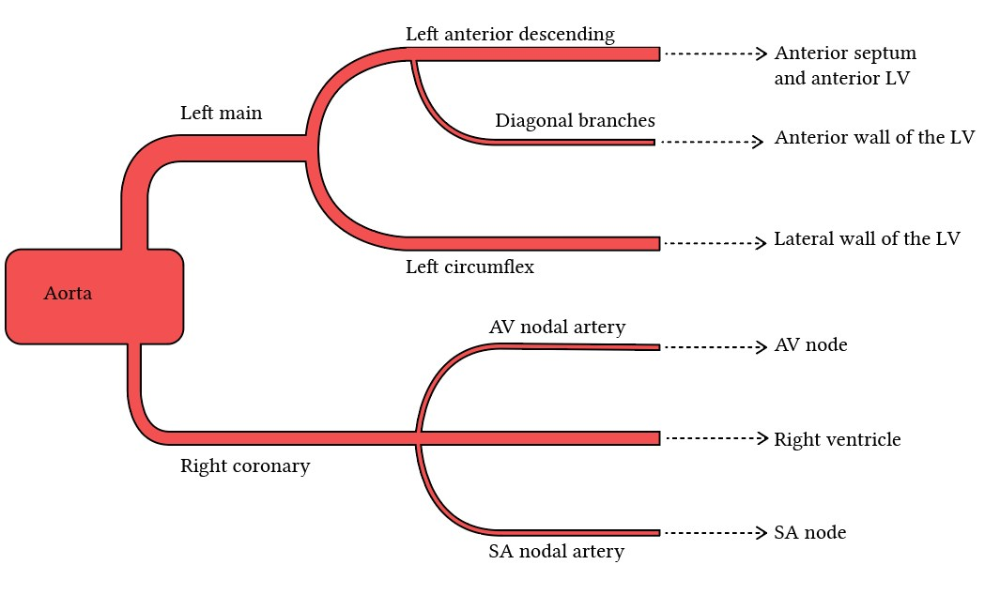 Left anterior descending
Anterior septum
and anterior LV
Left main
Diagonal branches
Anterior wall of the LV
Lateral wall of the LV
Left circumflex
Aorta
AV nodal artery
AV node
Right ventricle
Right coronary
SA node
SA nodal artery